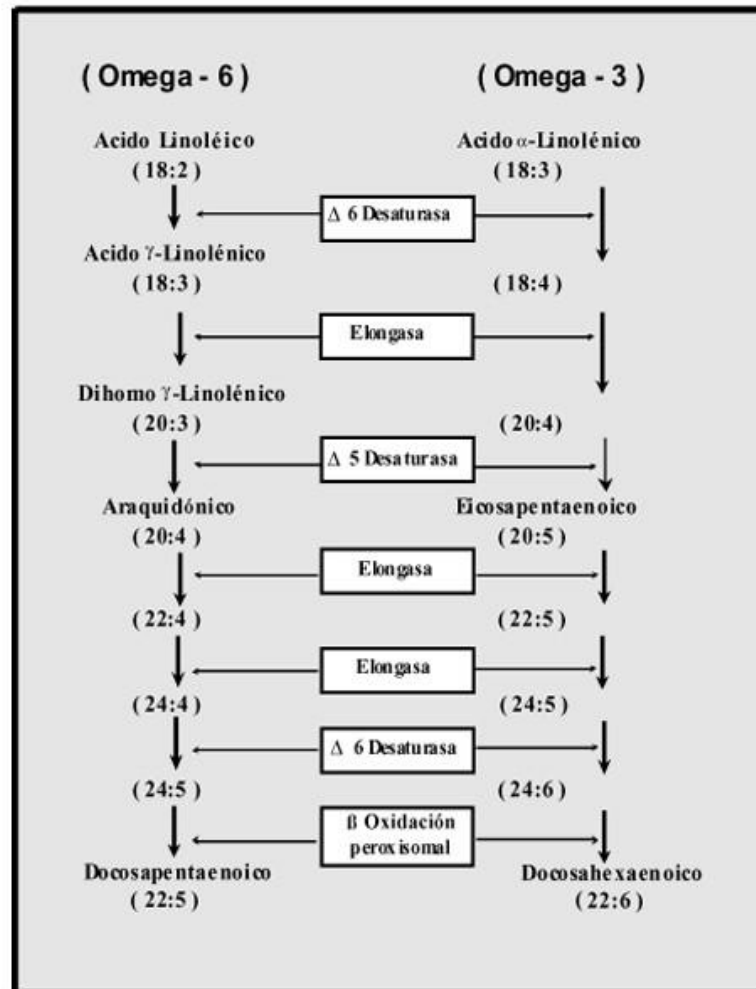 ( Omega - 6 )
( Omega - 3 )
Acido Linoléico
(18:2)
Acido α-Linolénico
(18:3)
Δ 6 Desaturasa
Acido γ-Linolénico
(18:3)
(18:4)
Elongasa
Dihomo γ-Linolénico
(20:3)
(20:4)
Δ 5 Desaturasa
Araquidónico
(20:4)
Eicosapentaenoico
(20:5)
Elongasa
(22:4)
(22:5)
Elongasa
(24:4)
(24:5)
Δ 6 Desaturasa
(24:5)
(24:6)
ß Oxidación
peroxisomal
Docosapentaenoico
(22:5)
Docosahexaenoico
(22:6)